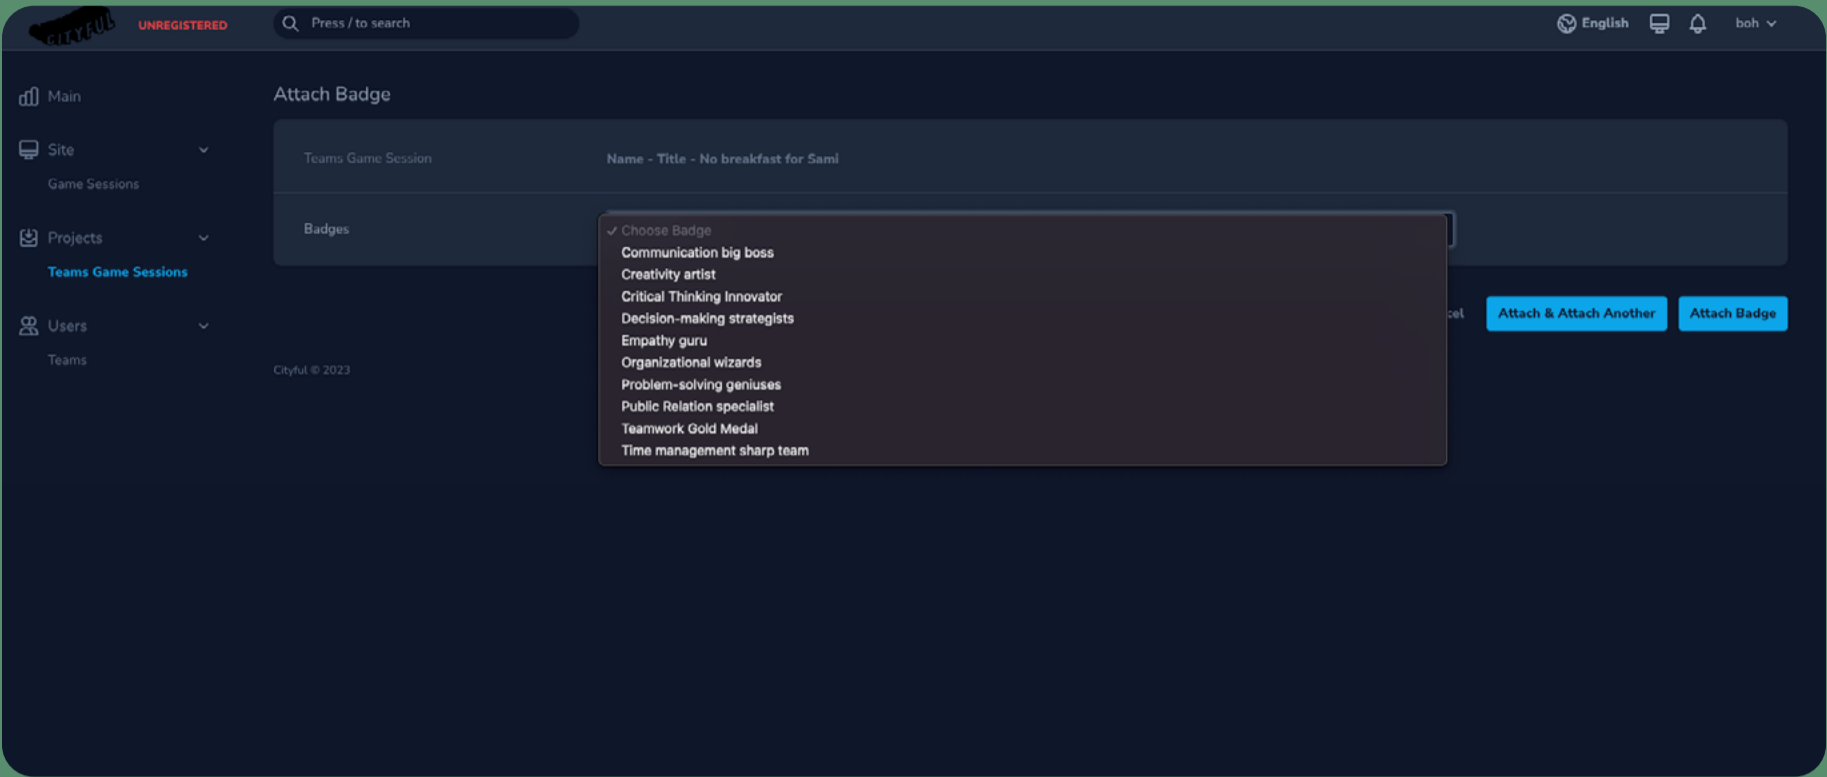 CITYFUL
UNREGISTERED
Press / to search
English
boh
Main
Site
Game Sessions
Projects
Teams Game Sessions
Users
Teams
Attach Badge
Teams Game Session
Name - Title - No breakfast for Sami
Badges
✓ Choose Badge
Communication big boss
Creativity artist
Critical Thinking Innovator
Decision-making strategists
Empathy guru
Organizational wizards
Problem-solving geniuses
Public Relation specialist
Teamwork Gold Medal
Time management sharp team
Attach & Attach Another
Attach Badge
Cityful © 2023